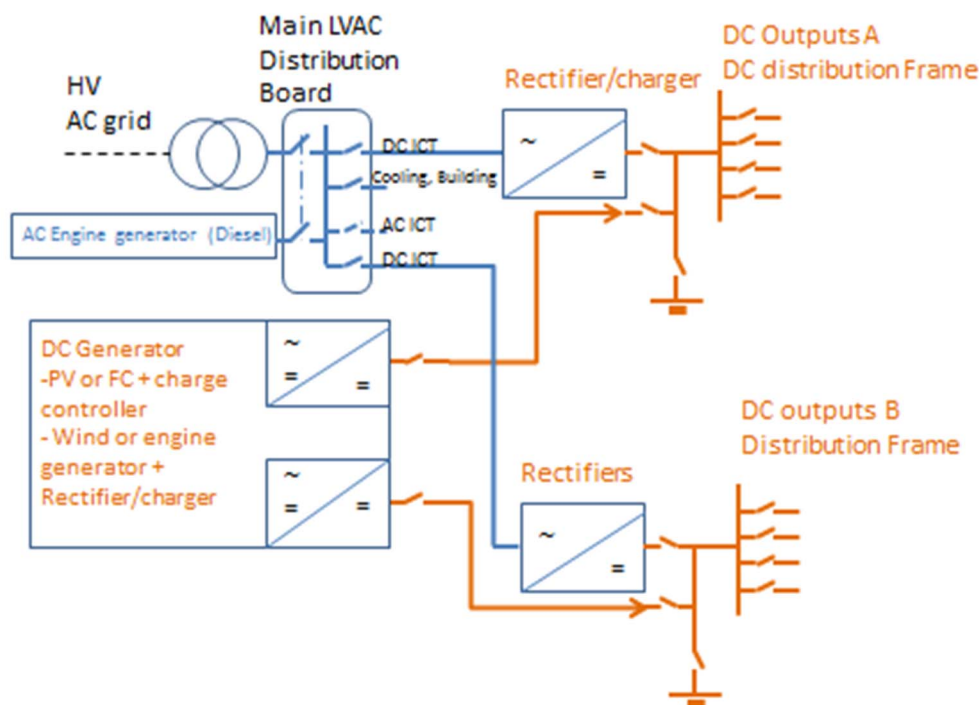 Main LVAC
Distribution
Board
HV
AC grid
Rectifier/charger
DC Outputs A
DC distribution Frame
~
=
DC ICT
Cooling, Building
AC ICT
DC ICT
AC Engine generator (Diesel)
DC Generator
-PV or FC + charge
controller
- Wind or engine
generator +
Rectifier/charger
~
=
=
~
=
=
Rectifiers
~
=
DC outputs B
Distribution Frame